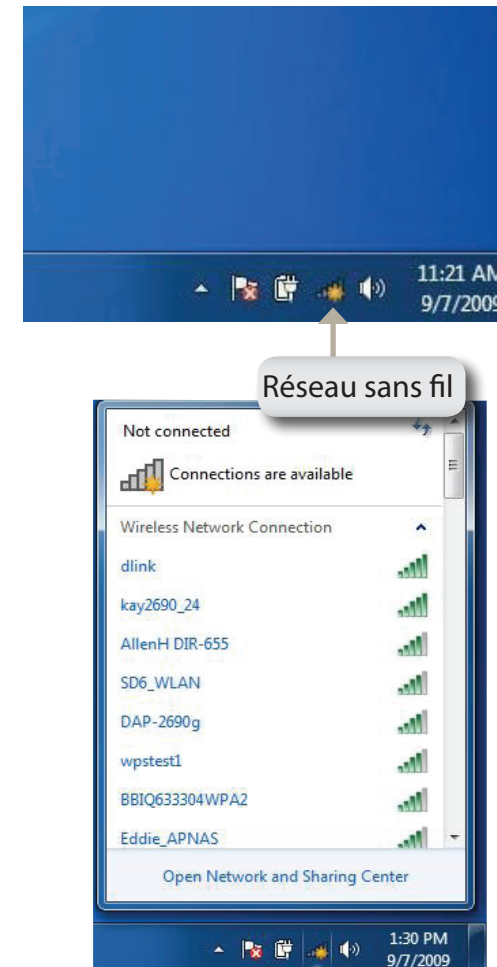 11:21 AM
9/7/2009
Réseau sans fil
Not connected
Connections are available
Wireless Network Connection
dlink
kay2690_24
AllenH DIR-655
SD6_WLAN
DAP-2690g
wpstest1
BBIQ633304WPA2
Eddie_APNAS
Open Network and Sharing Center
1:30 PM
9/7/2009